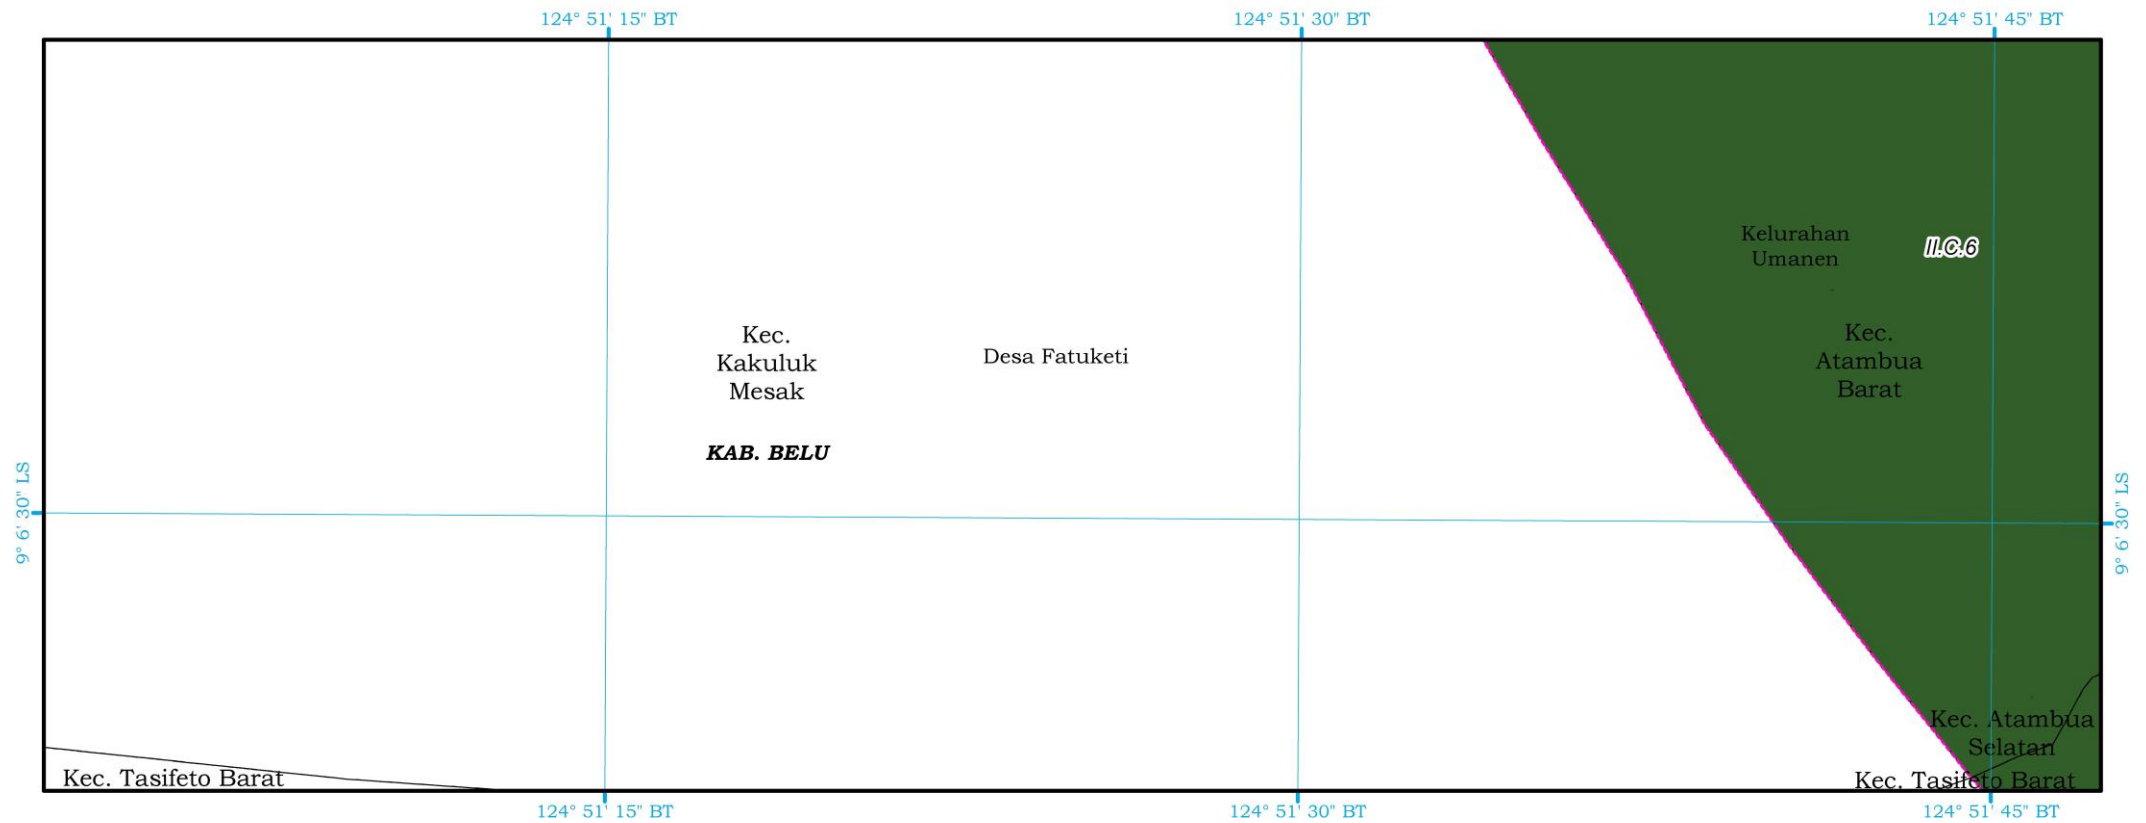 124° 51' 15" BT
124° 51' 30" BT
124° 51' 45" BT
Kelurahan
Umanen
II.C.6
Kec.
Kakuluk
Mesak
Desa Fatuketi
Kec.
Atambua
Barat
KAB. BELU
9° 6' 30" LS
9° 6' 30" LS
Kec. Atambua
Selatan
Kec. Tasifeto Barat
Kec. Tasifeto Barat
124° 51' 15" BT
124° 51' 30" BT
124° 51' 45" BT